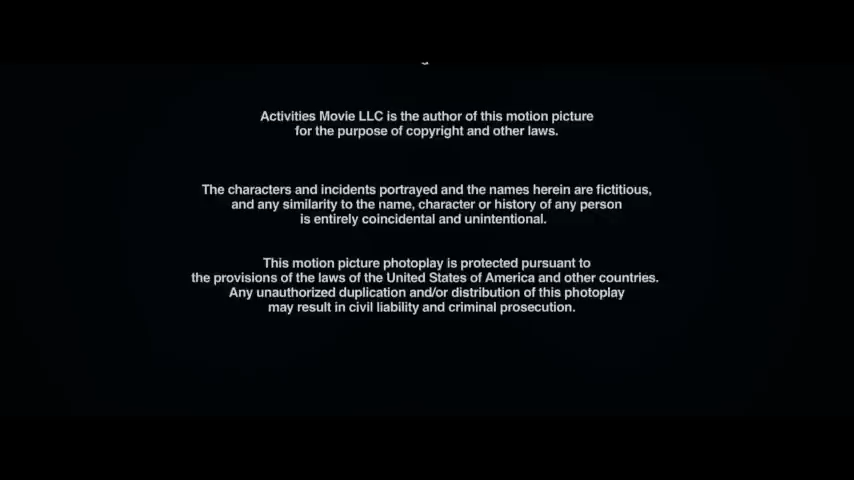 Activities Movie LLC is the author of this motion picture
for the purpose of copyright and other laws.
The characters and incidents portrayed and the names herein are fictitious,
and any similarity to the name, character or history of any person
is entirely coincidental and unintentional.
This motion picture photoplay is protected pursuant to
the provisions of the laws of the United States of America and other countries.
Any unauthorized duplication and/or distribution of this photoplay
may result in civil liability and criminal prosecution.